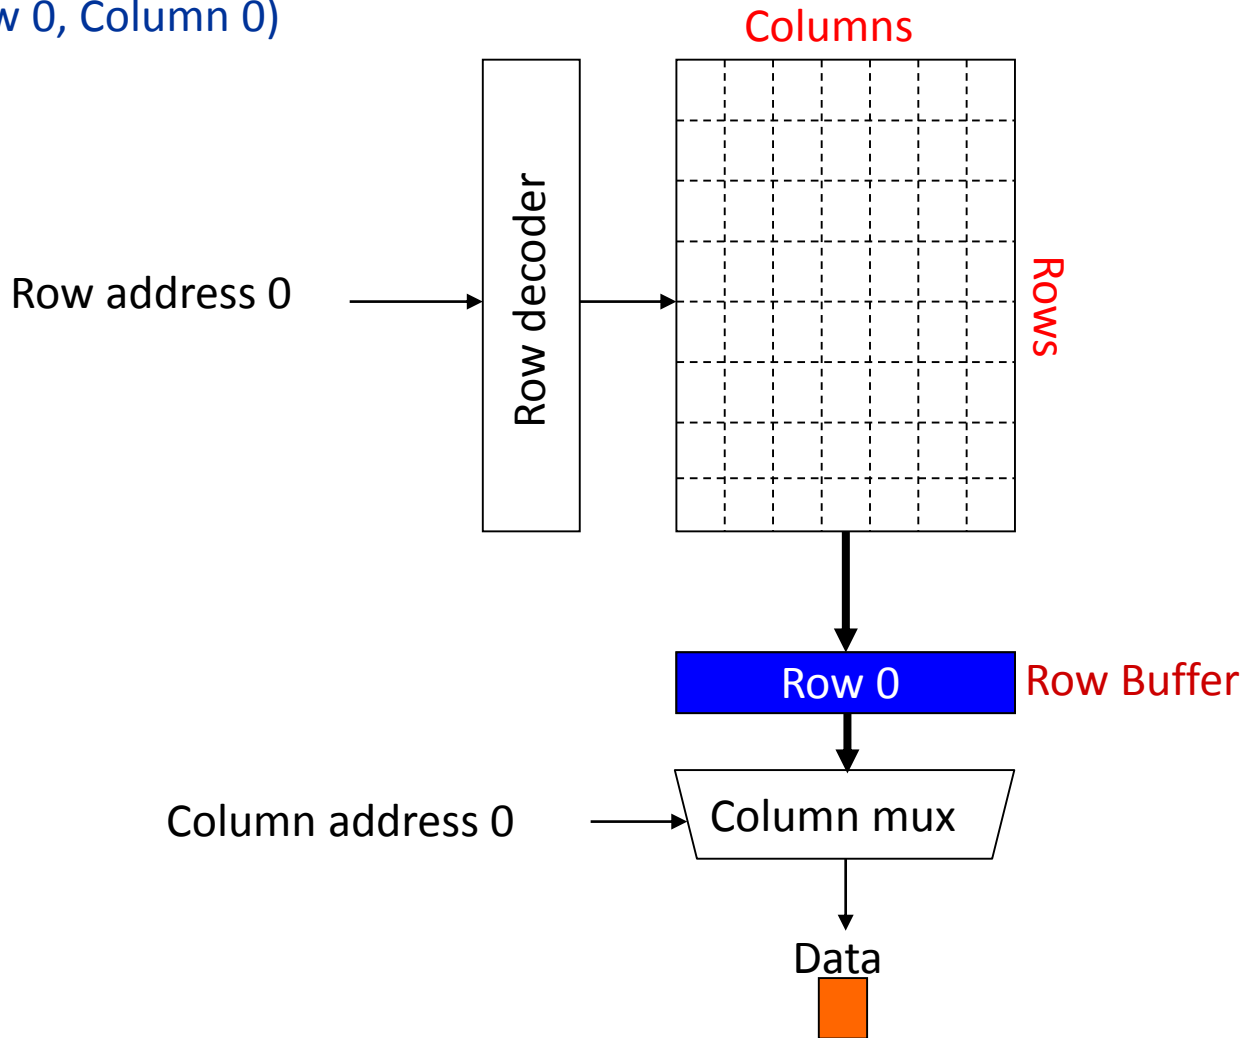 0, Column 0)
Columns
Row decoder
Row address 0
Rows
Row 0
Row Buffer
Column address 0
Column mux
Data